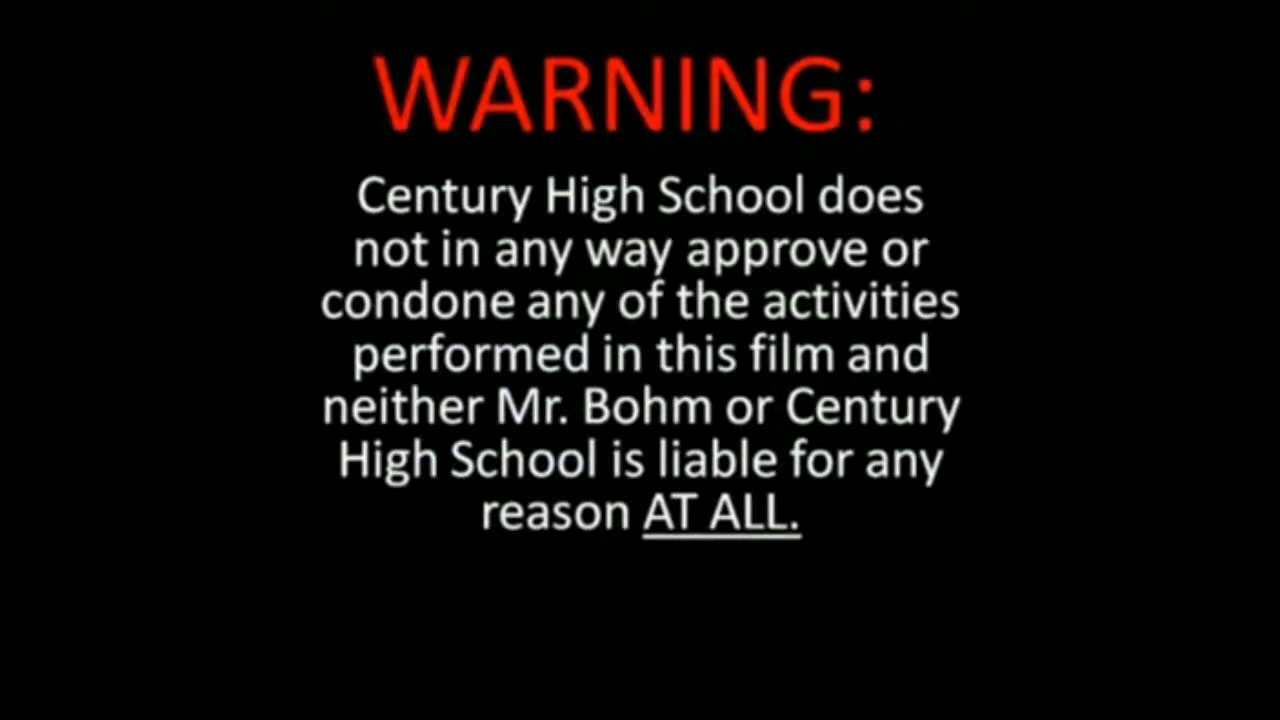 WARNING:
Century High School does
not in any way approve or
condone any of the activities
performed in this film and
neither Mr. Bohm or Century
High School is liable for any
reason AT ALL.